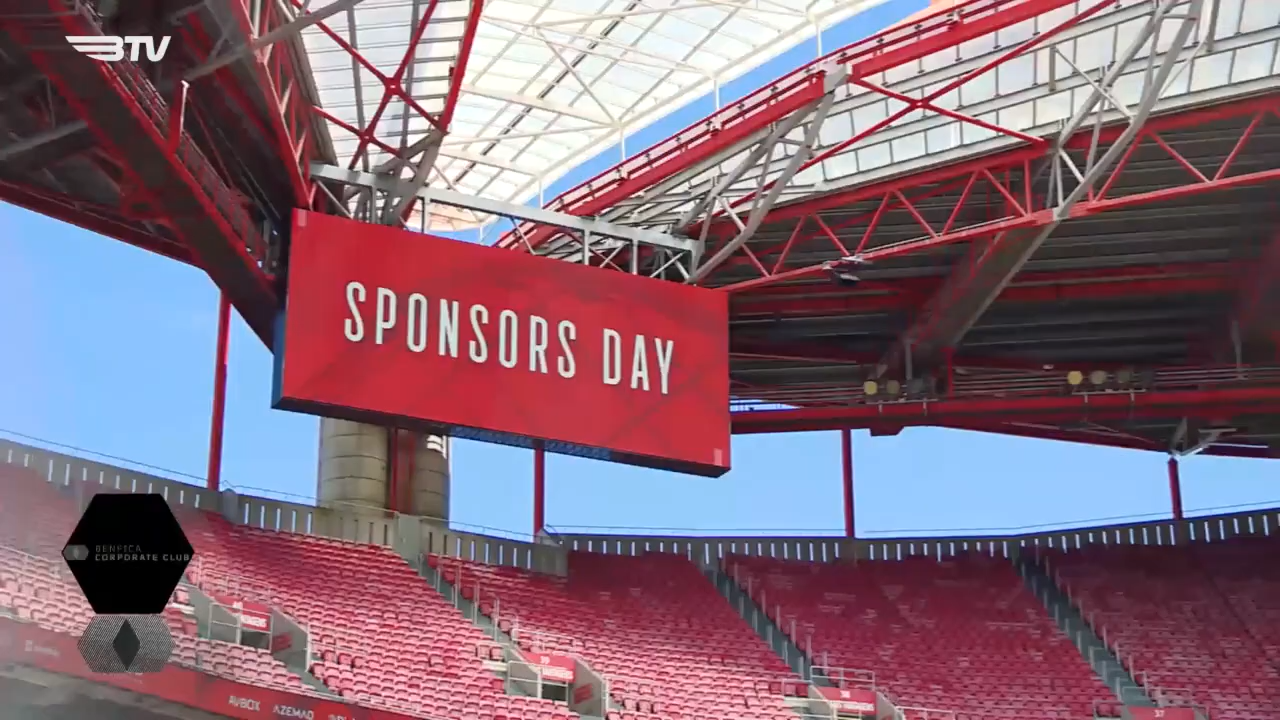 BTV
SPONSORS DAY
BENFICA
CORPORATE CLUB
AVBOX AZEMAD